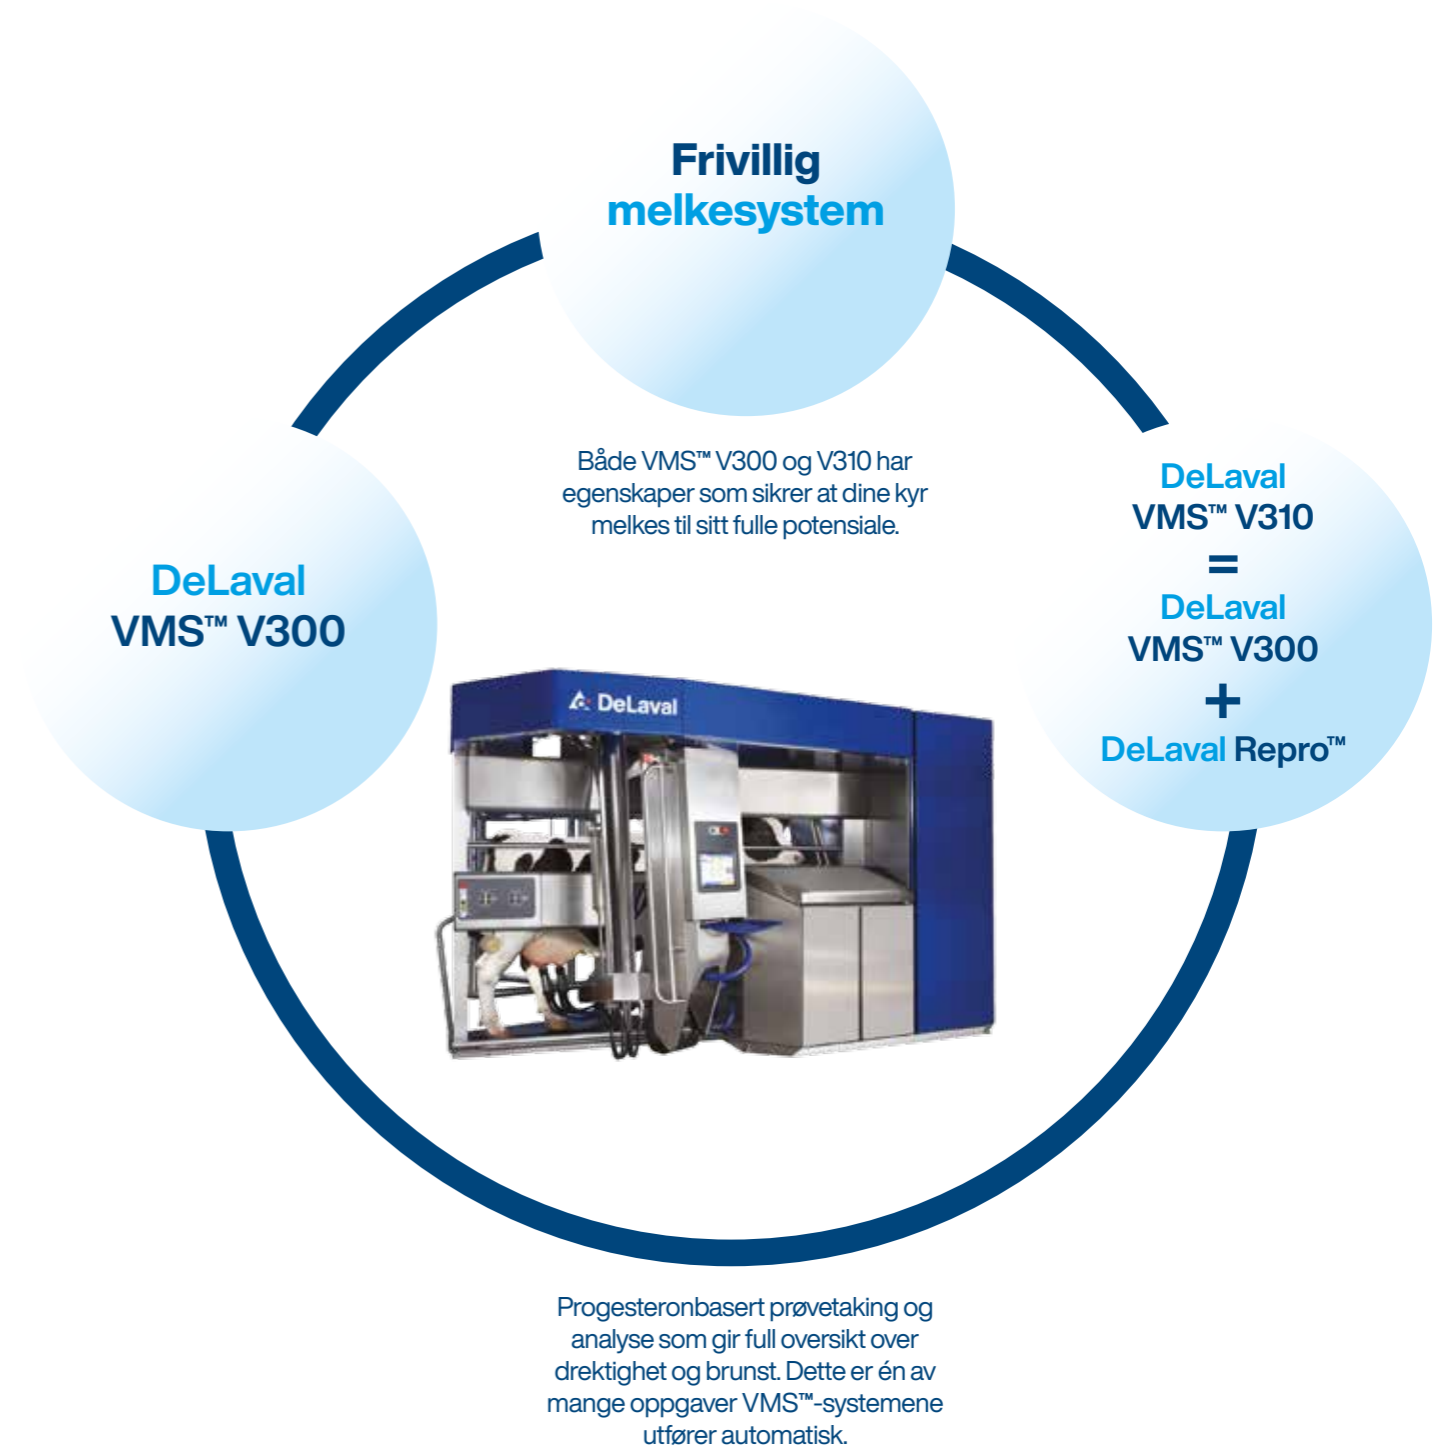 Frivillig
melkesystem
Både VMS™ V300 og V310 har
egenskaper som sikrer at dine kyr
melkes til sitt fulle potensiale.
DeLaval
VMS™ V300
DeLaval
VMS™ V310
=
DeLaval
VMS™ V300
+
DeLaval Repro™
DeLaval
Progesteronbasert prøvetaking og
analyse som gir full oversikt over
drektighet og brunst. Dette er én av
mange oppgaver VMS™-systemene
utfører automatisk.